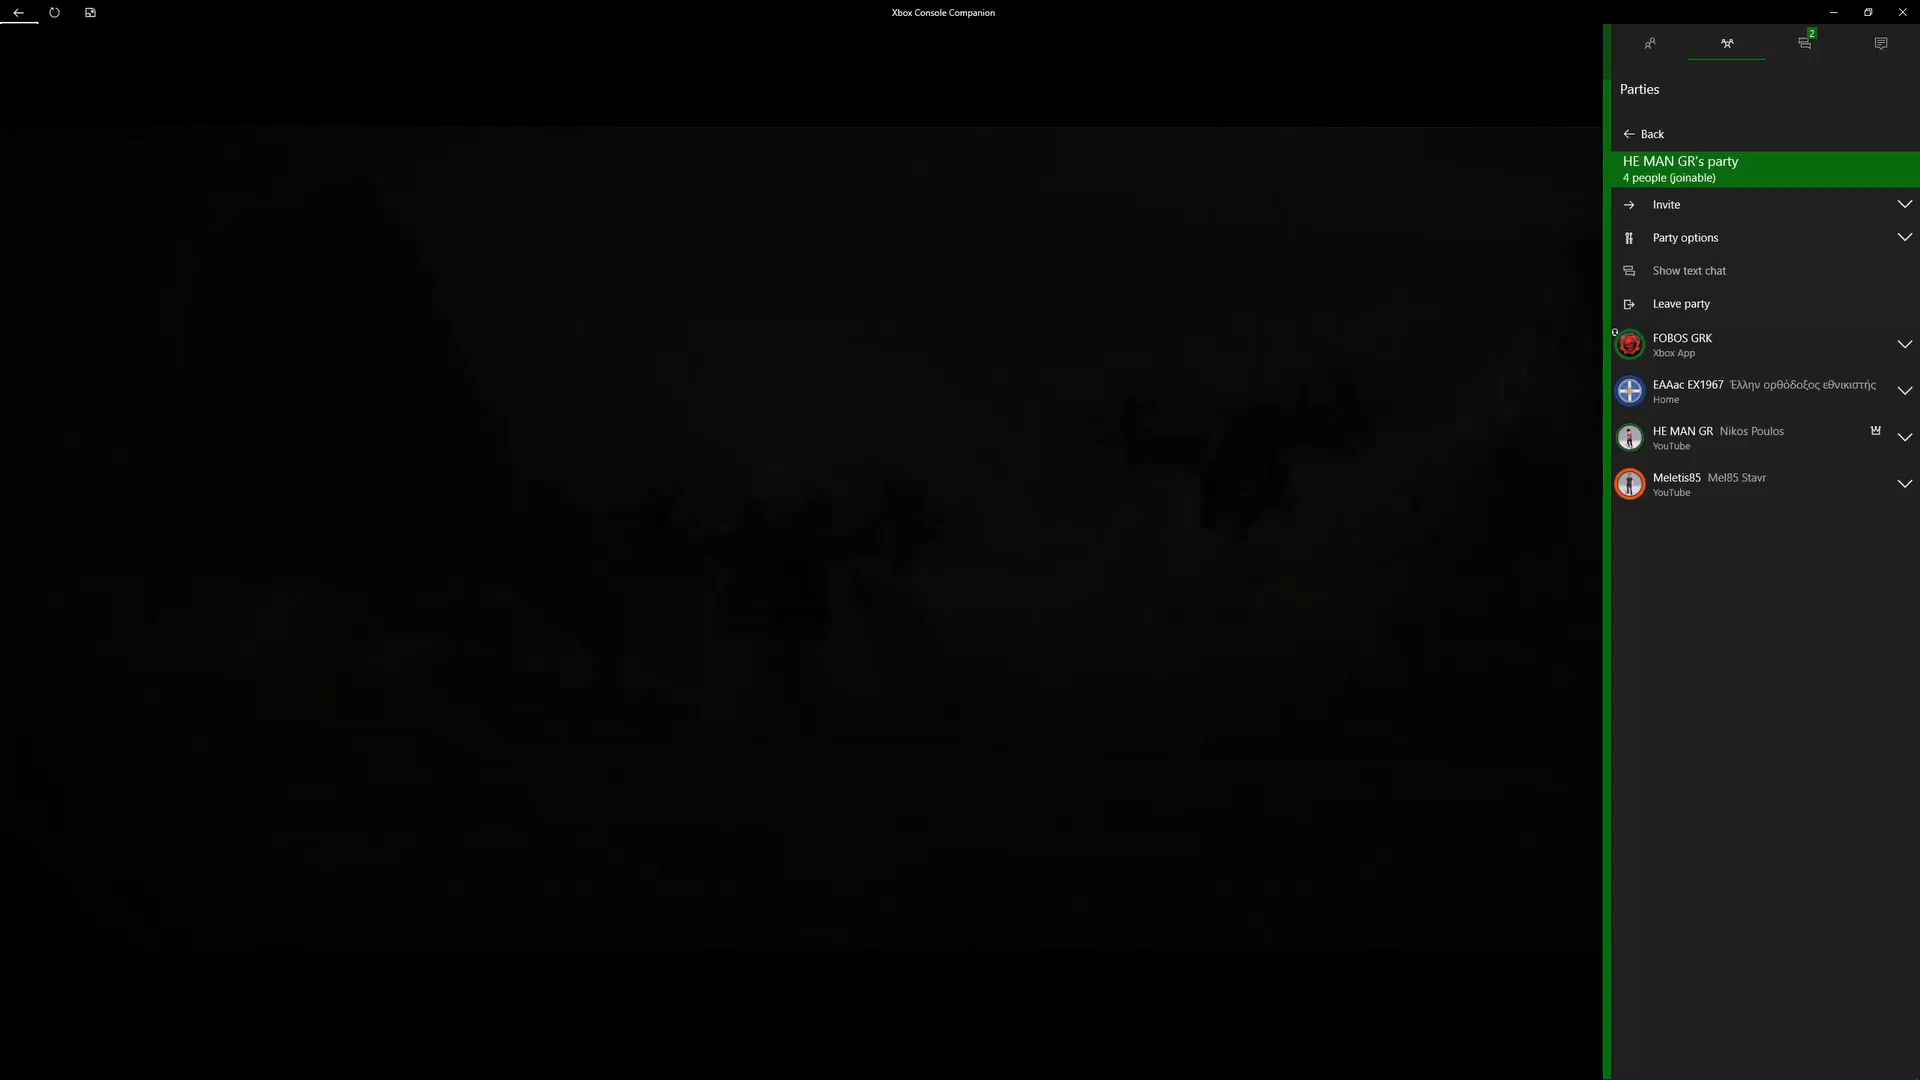 Xbox Console Companion
2
Parties
Back
HE MAN GR's party
4 people (joinable)
Invite
Party options
Show text chat
Leave party
FOBOS GRK
Xbox App
EAAac EX1967 Έλλην ορθόδοξος εθνικιστής
Home
HE MAN GR Nikos Poulos
YouTube
Meletis85 Mel85 Stavr
YouTube